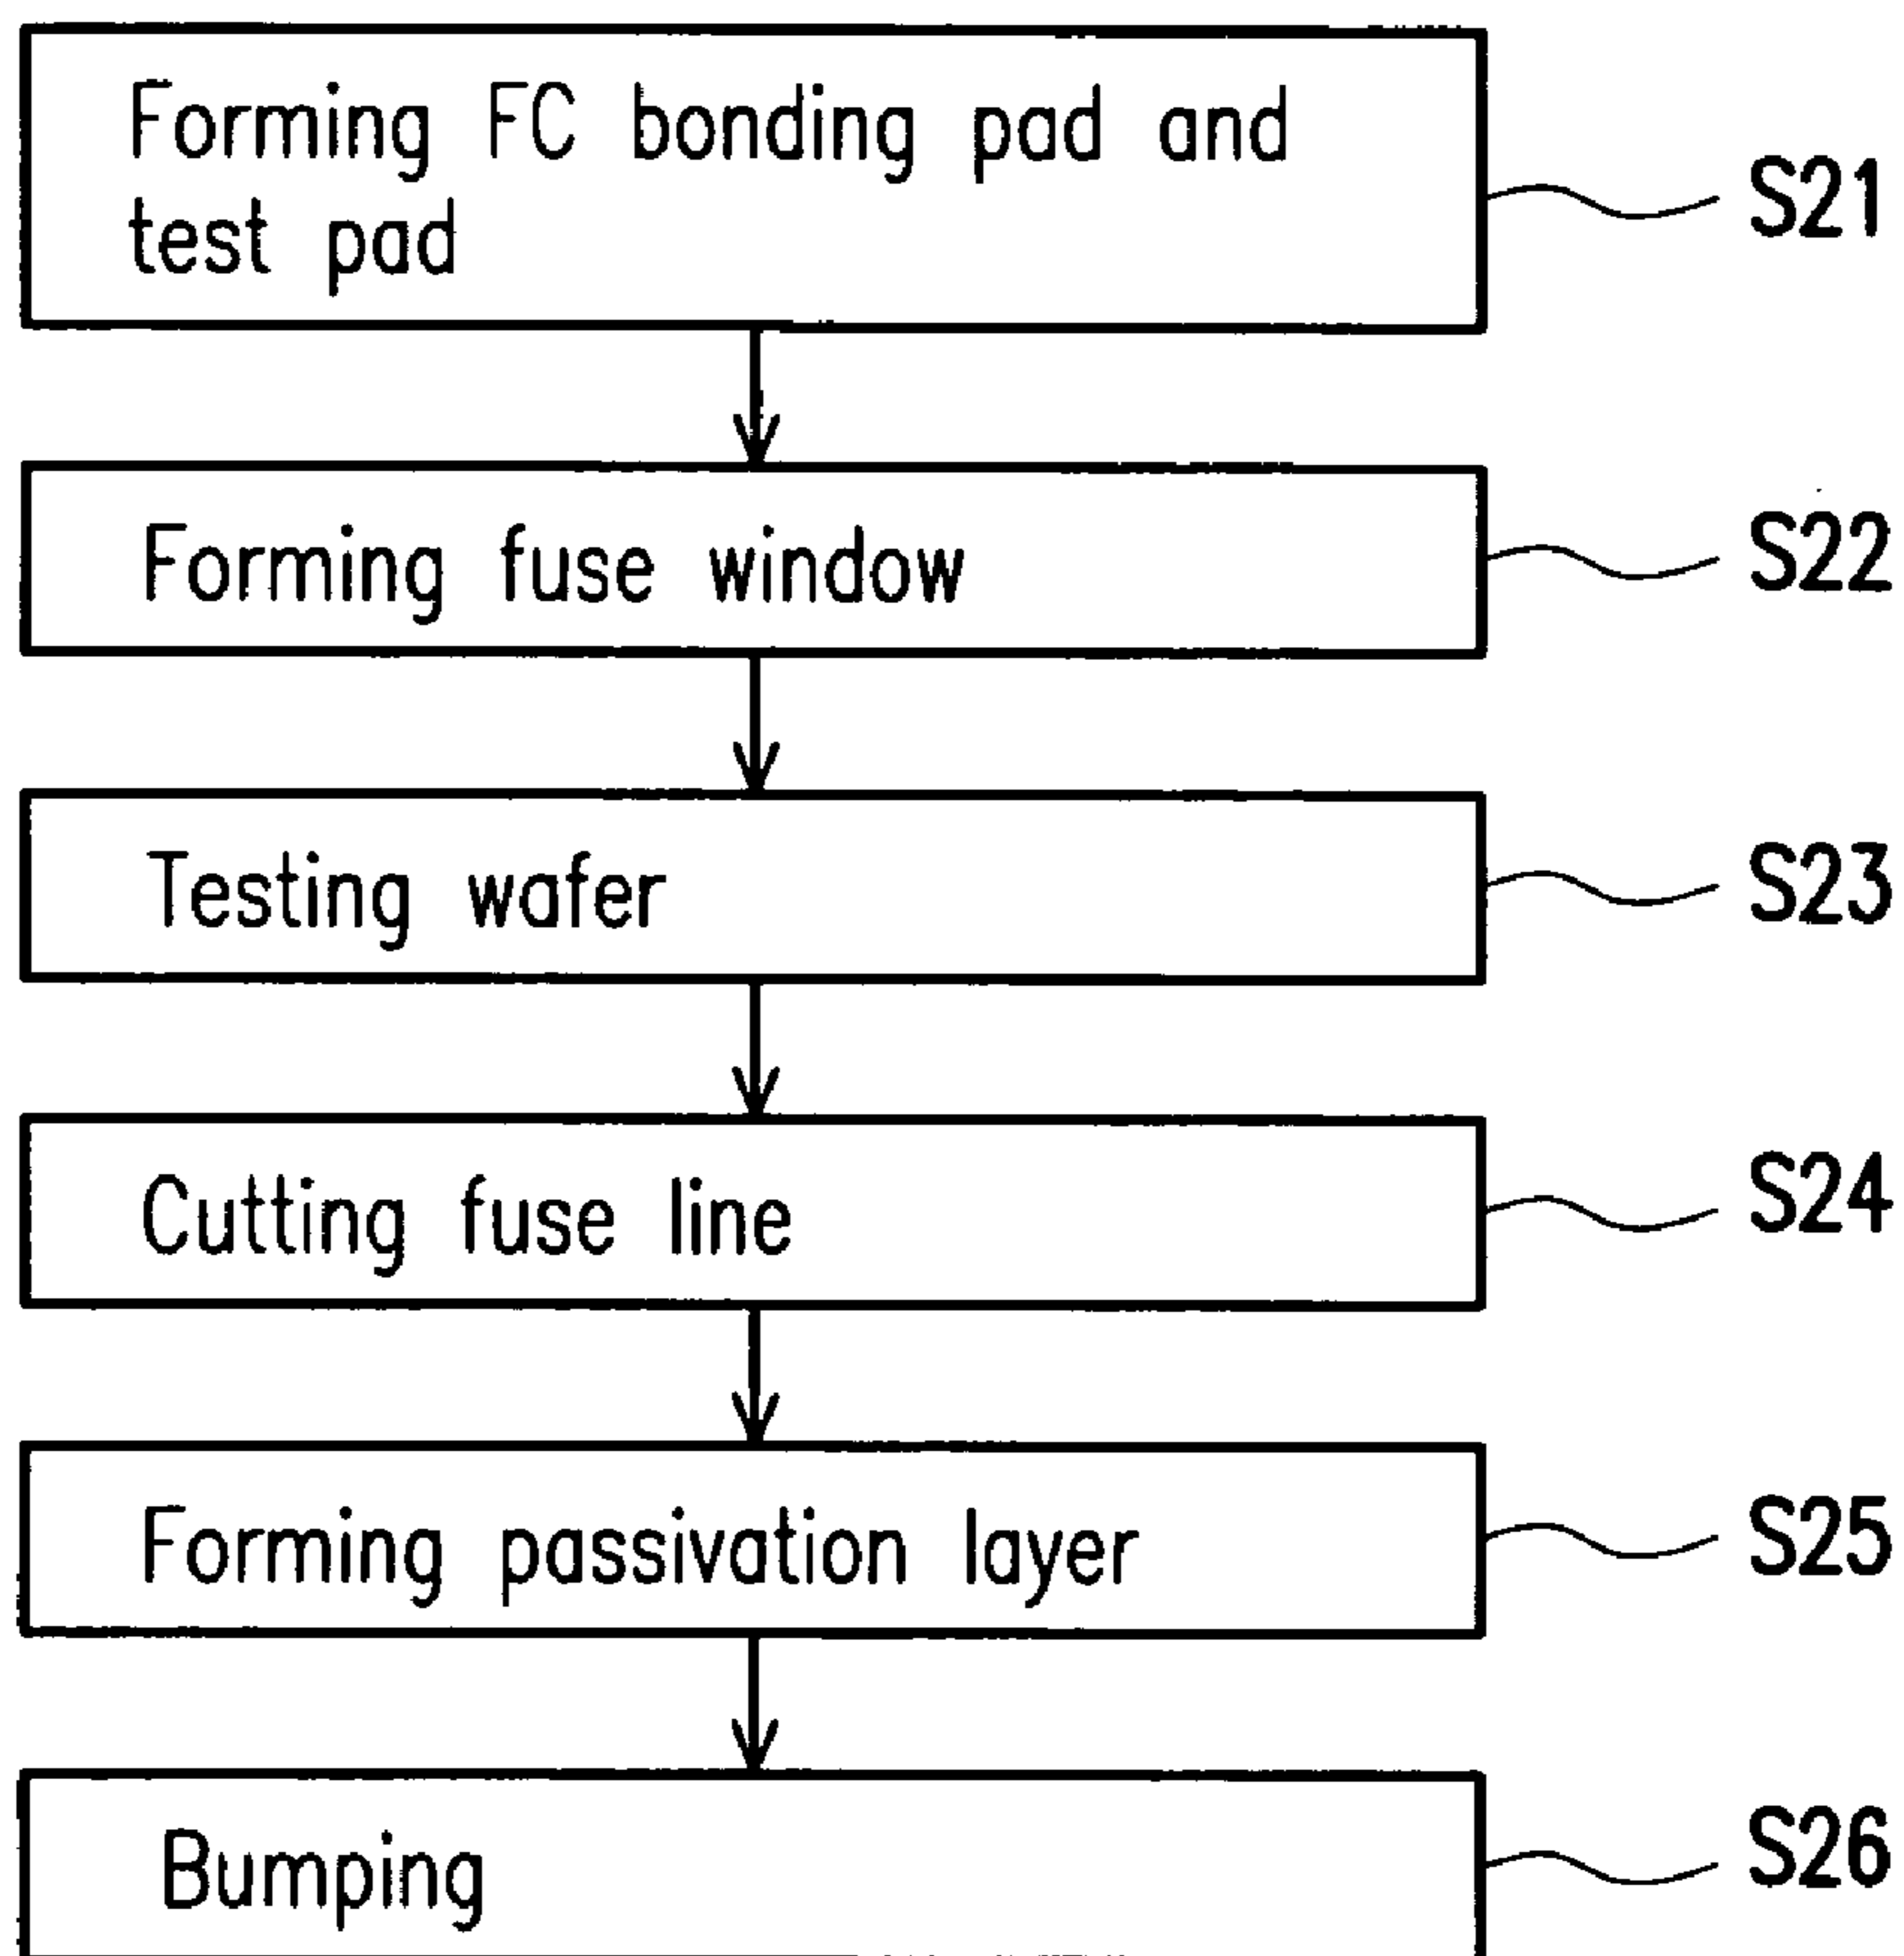 Forming FC bonding pad and
test pad
S21
Forming fuse window
S22
Testing wafer
S23
Cutting fuse line
S24
Forming passivation layer
S25
Bumping
S26